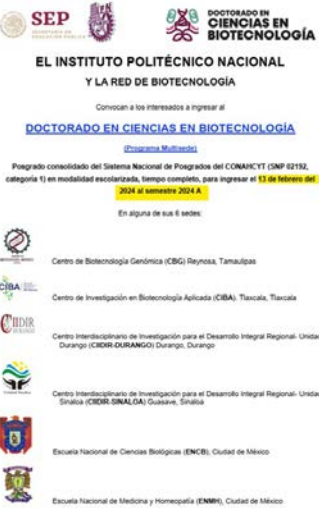 SEP
SECRETARÍA DE
EDUCACIÓN PÚBLICA
DOCTORADO EN
CIENCIAS EN
BIOTECNOLOGÍA
EL INSTITUTO POLITÉCNICO NACIONAL
Y LA RED DE BIOTECNOLOGÍA
Convocan a los interesados a ingresar al
DOCTORADO EN CIENCIAS EN BIOTECNOLOGÍA
(Programa Multisede)
Posgrado consolidado del Sistema Nacional de Posgrados del CONAHCYT (SNP 02192,
categoría 1) en modalidad escolarizada, tiempo completo, para ingresar el 13 de febrero del
2024 al semestre 2024 A
En alguna de sus 6 sedes:
Centro de Biotecnología Genómica (CBG) Reynosa, Tamaulipas
CIBA
Centro de Investigación en Biotecnología Aplicada (CIBA). Tlaxcala, Tlaxcala
CIIDIR
DURANGO
Centro Interdisciplinario de Investigación para el Desarrollo Integral Regional- Unidad
Durango (CIIDIR-DURANGO) Durango, Durango
Centro Interdisciplinario de Investigación para el Desarrollo Integral Regional- Unidad
Sinaloa (CIIDIR-SINALOA) Guasave, Sinaloa
Escuela Nacional de Ciencias Biológicas (ENCB), Ciudad de México
Escuela Nacional de Medicina y Homeopatía (ENMH), Ciudad de México